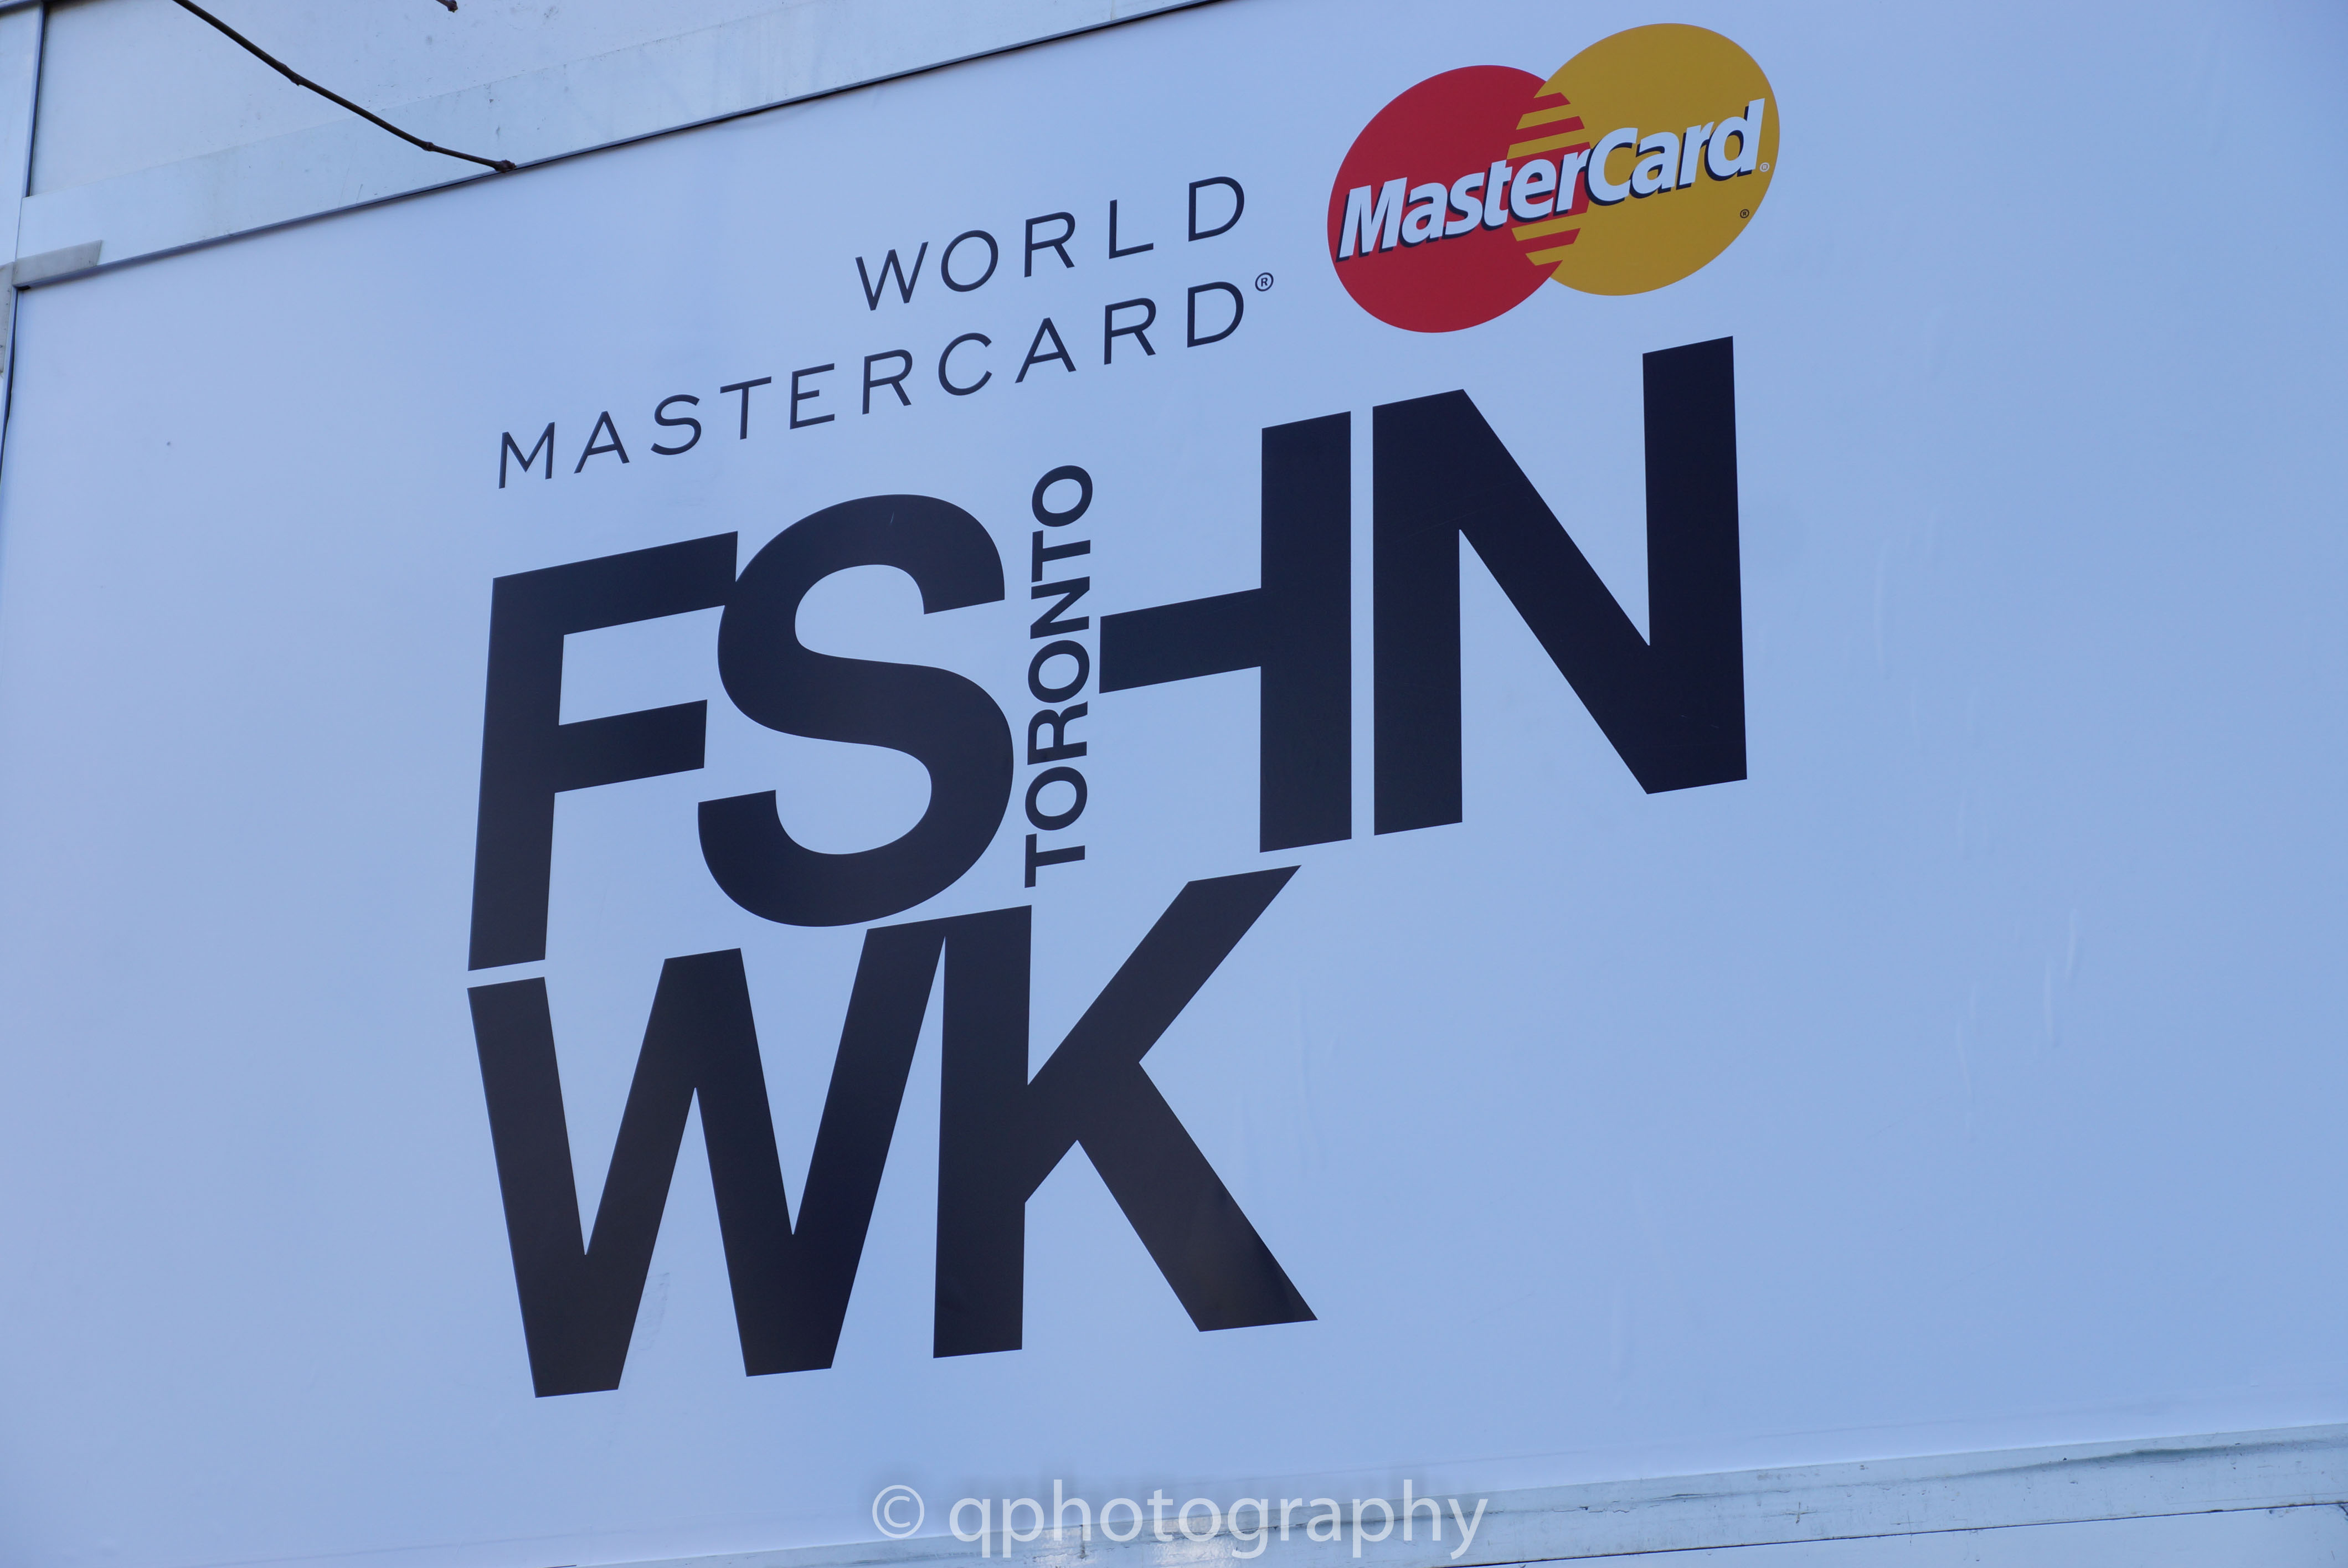 WORLD
MASTERCARD®
MasterCard®
®
FSHN
TORONTO
WK
© qphotography